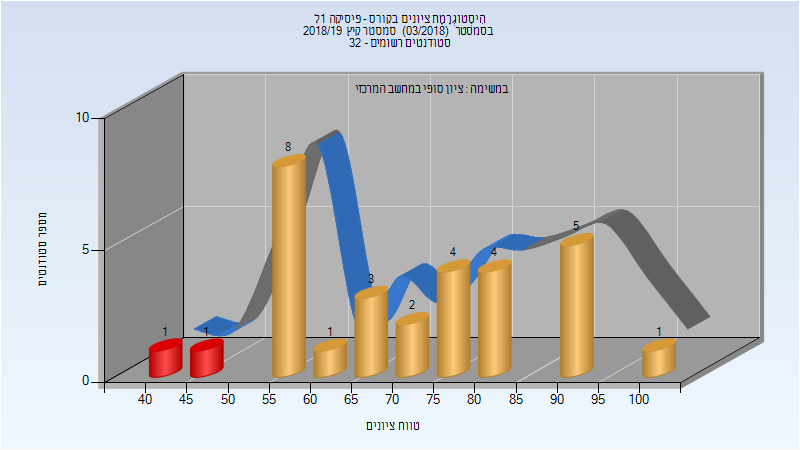 היסטוגרמת ציונים בקורס - פיסיקה 1ל
בסמסטר (03/2018) סמסטר קיץ 2018/19
סטודנטים רשומים - 32
במשימה : ציון סופי במחשב המרכזי
10
5
0
מספר סטודנטים
1
1
8
1
3
2
4
4
5
1
40 45 50 55 60 65 70 75 80 85 90 95 100
טווח ציונים